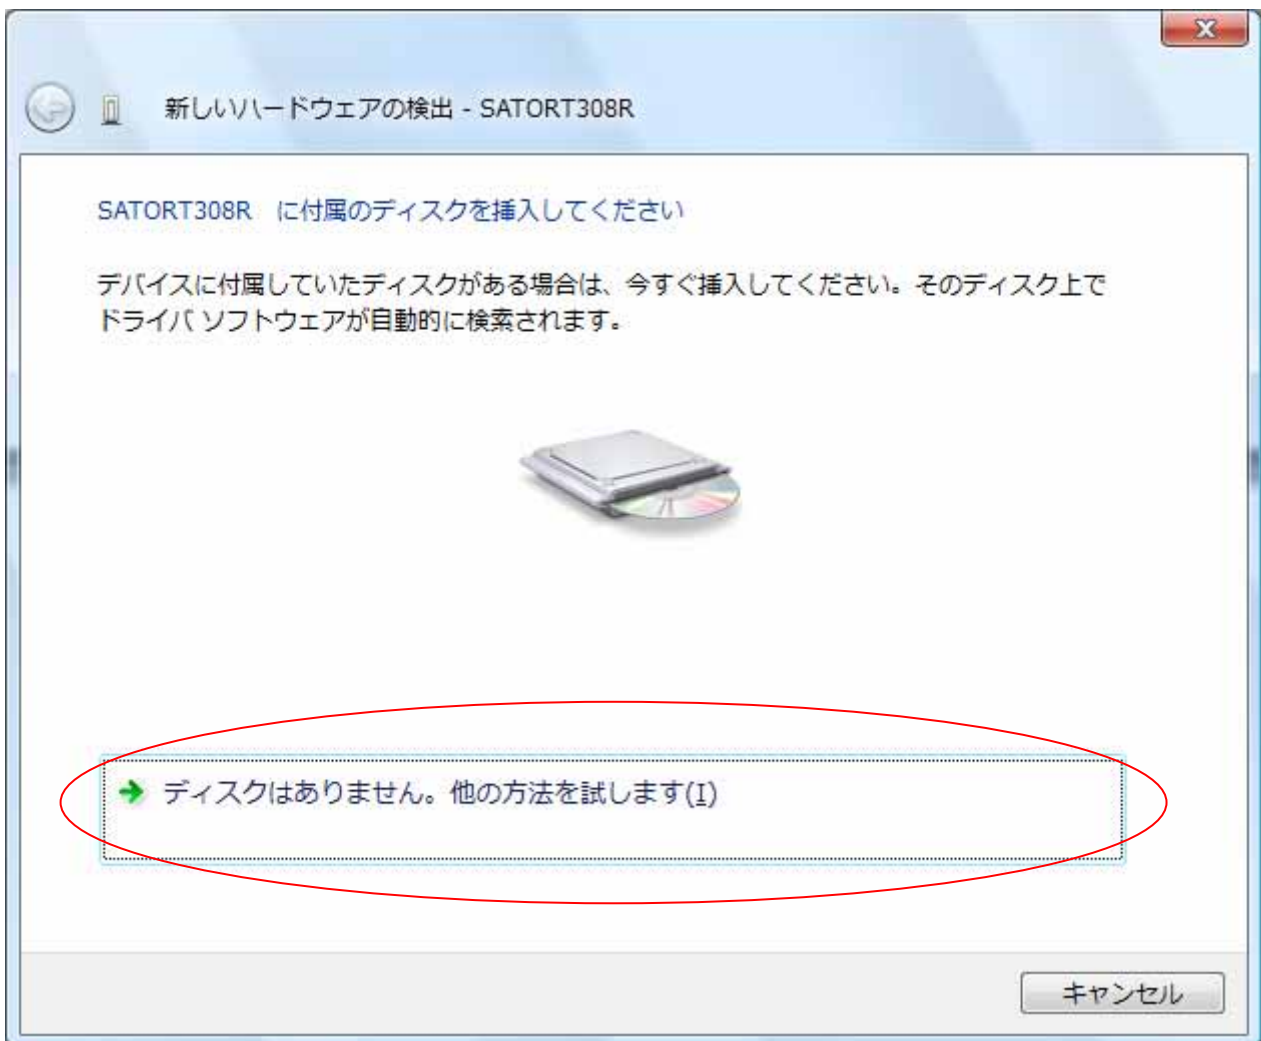 新しいハードウェアの検出 - SATORT308R
SATORT308R に付属のディスクを挿入してください
デバイスに付属していたディスクがある場合は、今すぐ挿入してください。そのディスク上で
ドライバ ソフトウェアが自動的に検索されます。
ディスクはありません。他の方法を試します(I)
キャンセル